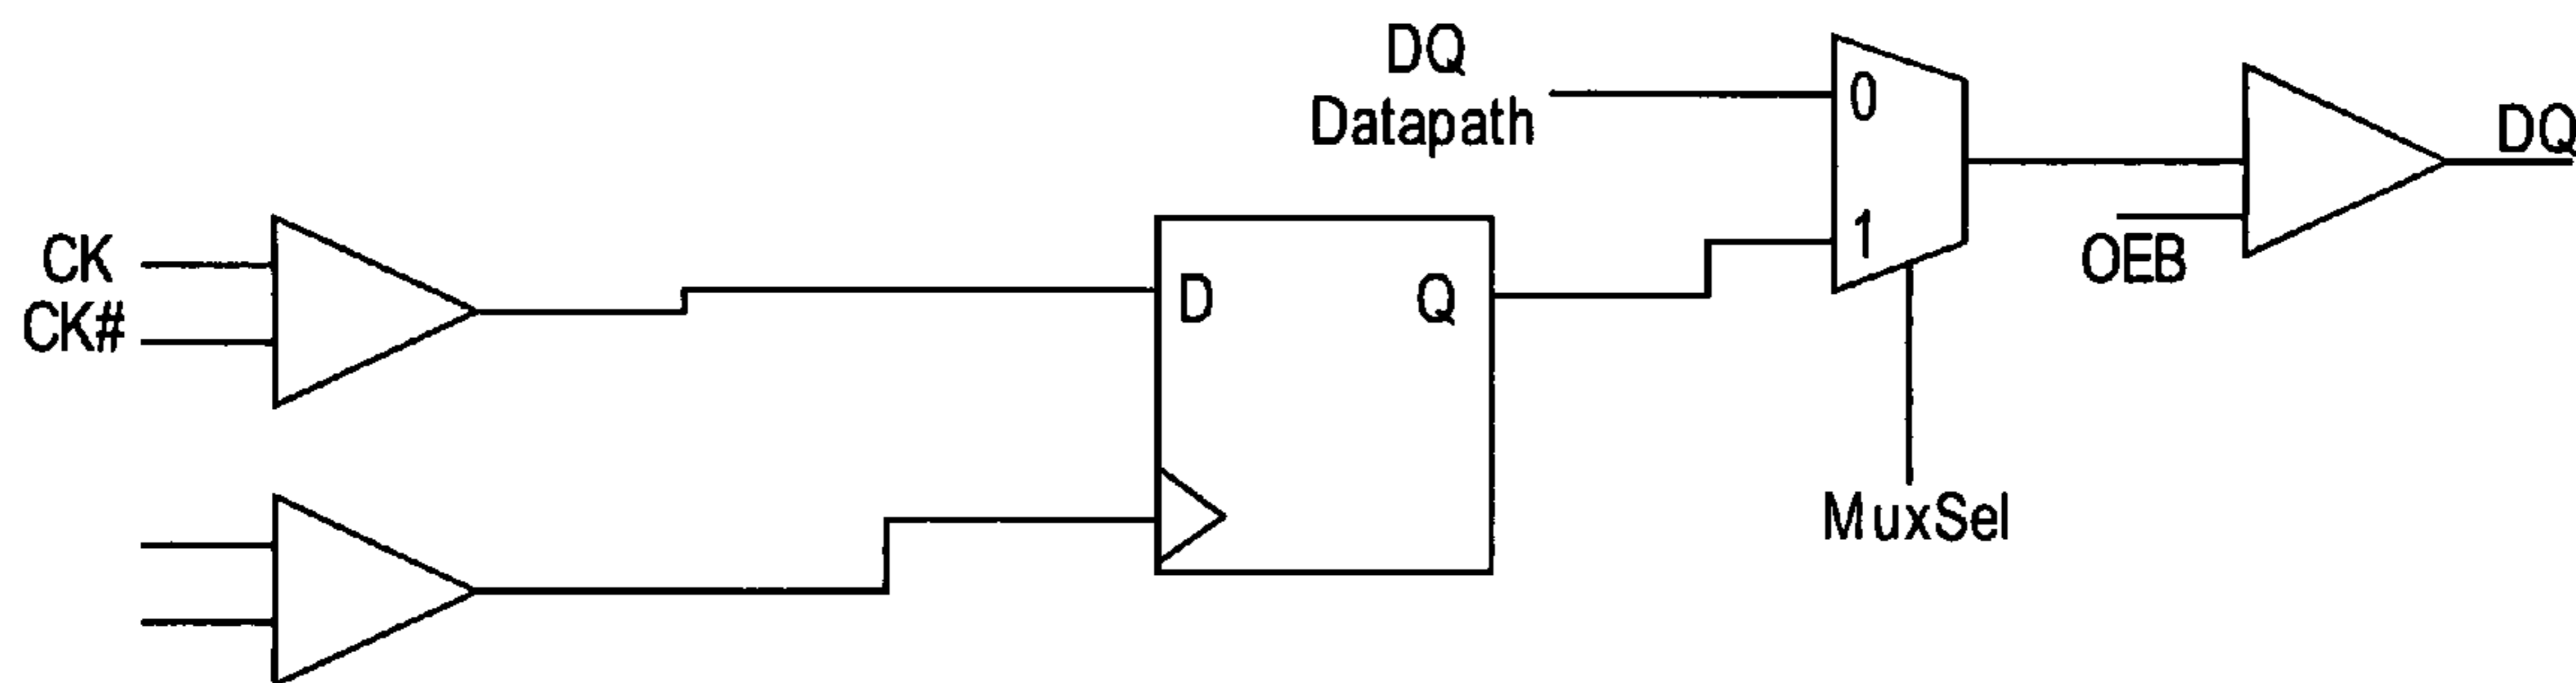 DQ
Datapath
0
1
DQ
OEB
CK
CK#
D
Q
MuxSel